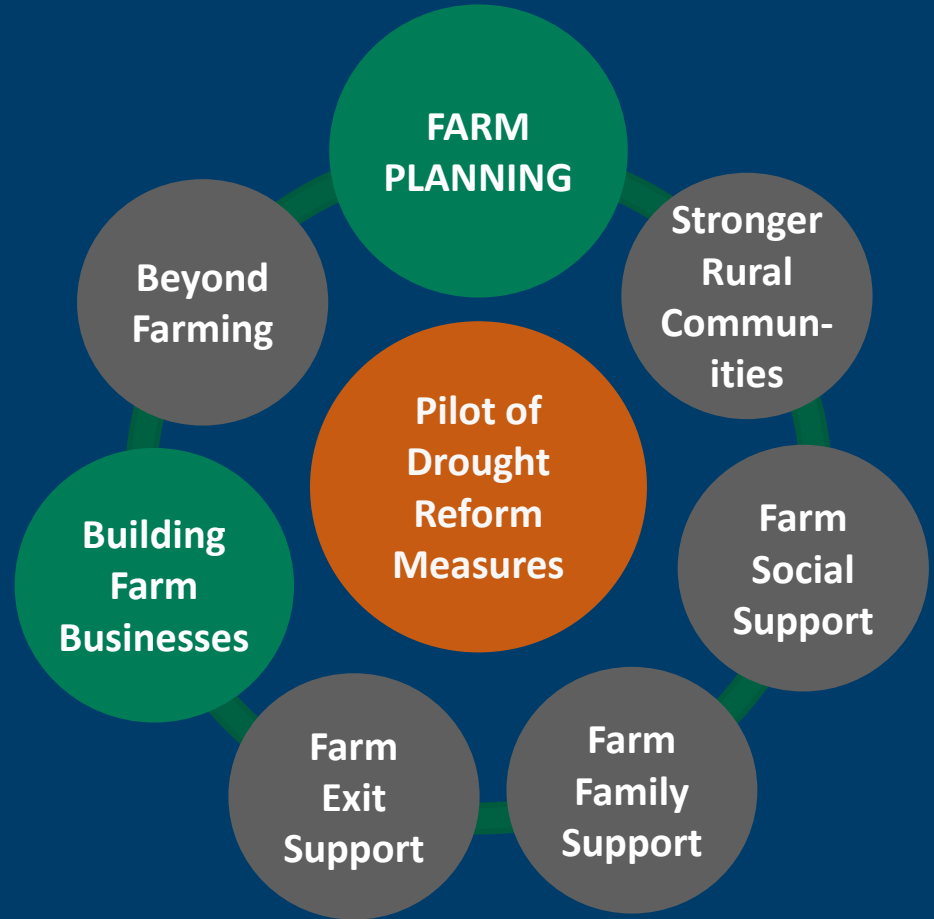 FARM
PLANNING
Stronger
Rural
Commun-
ities
Beyond
Farming
Pilot of
Drought
Reform
Measures
Farm
Social
Support
Building
Farm
Businesses
Farm
Family
Support
Farm
Exit
Support